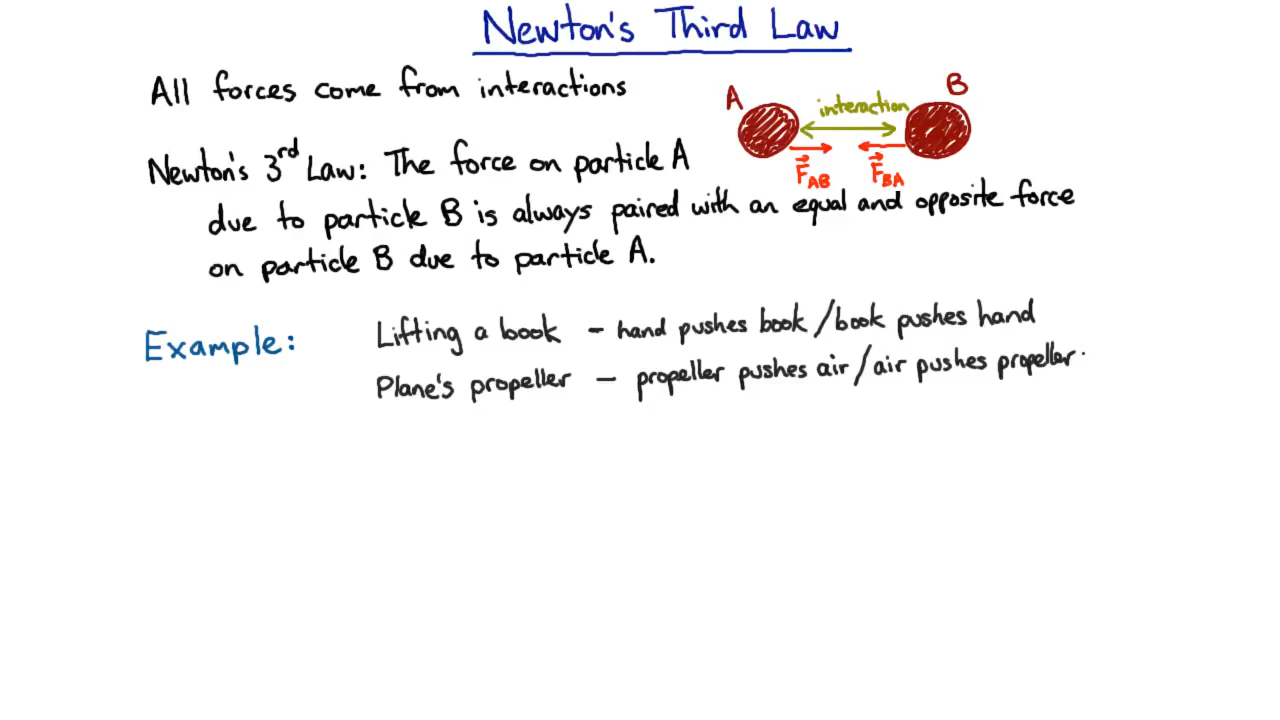 Newton's Third Law
All forces come from interactions
A
B
interaction
F⃗AB
F⃗BA
Newton's 3rd Law: The force on particle A
due to particle B is always paired with an equal and opposite force
on particle B due to particle A.
Example:
Lifting a book – hand pushes book / book pushes hand
Plane's propeller – propeller pushes air / air pushes propeller.